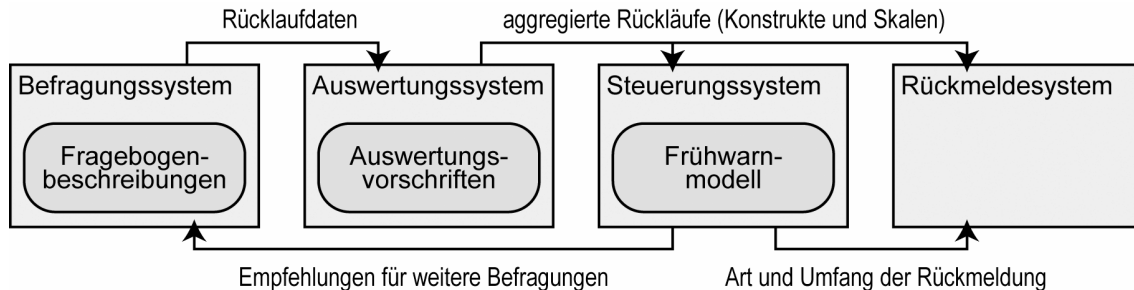 Rücklaufdaten
aggregierte Rückläufe (Konstrukte und Skalen)
Befragungssystem
Fragebogen-
beschreibungen
Auswertungssystem
Auswertungs-
vorschriften
Steuerungssystem
Frühwarn-
modell
Rückmeldesystem
Empfehlungen für weitere Befragungen
Art und Umfang der Rückmeldung